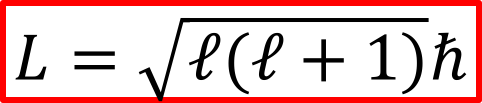 L = √ℓ(ℓ + 1)ħ